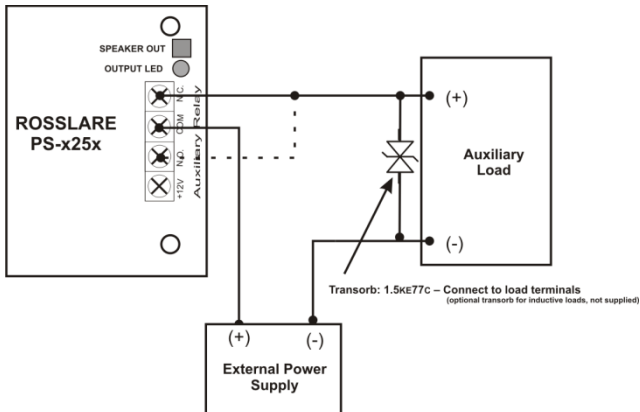 SPEAKER OUT
OUTPUT LED
ROSSLARE
PS-x25x
N.C.
COM
N.O.
+12V
Auxiliary Relay
(+)
Auxiliary
Load
(-)
Transorb: 1.5KE77C – Connect to load terminals
(optional transorb for inductive loads, not supplied)
(+)
(-)
External Power
Supply